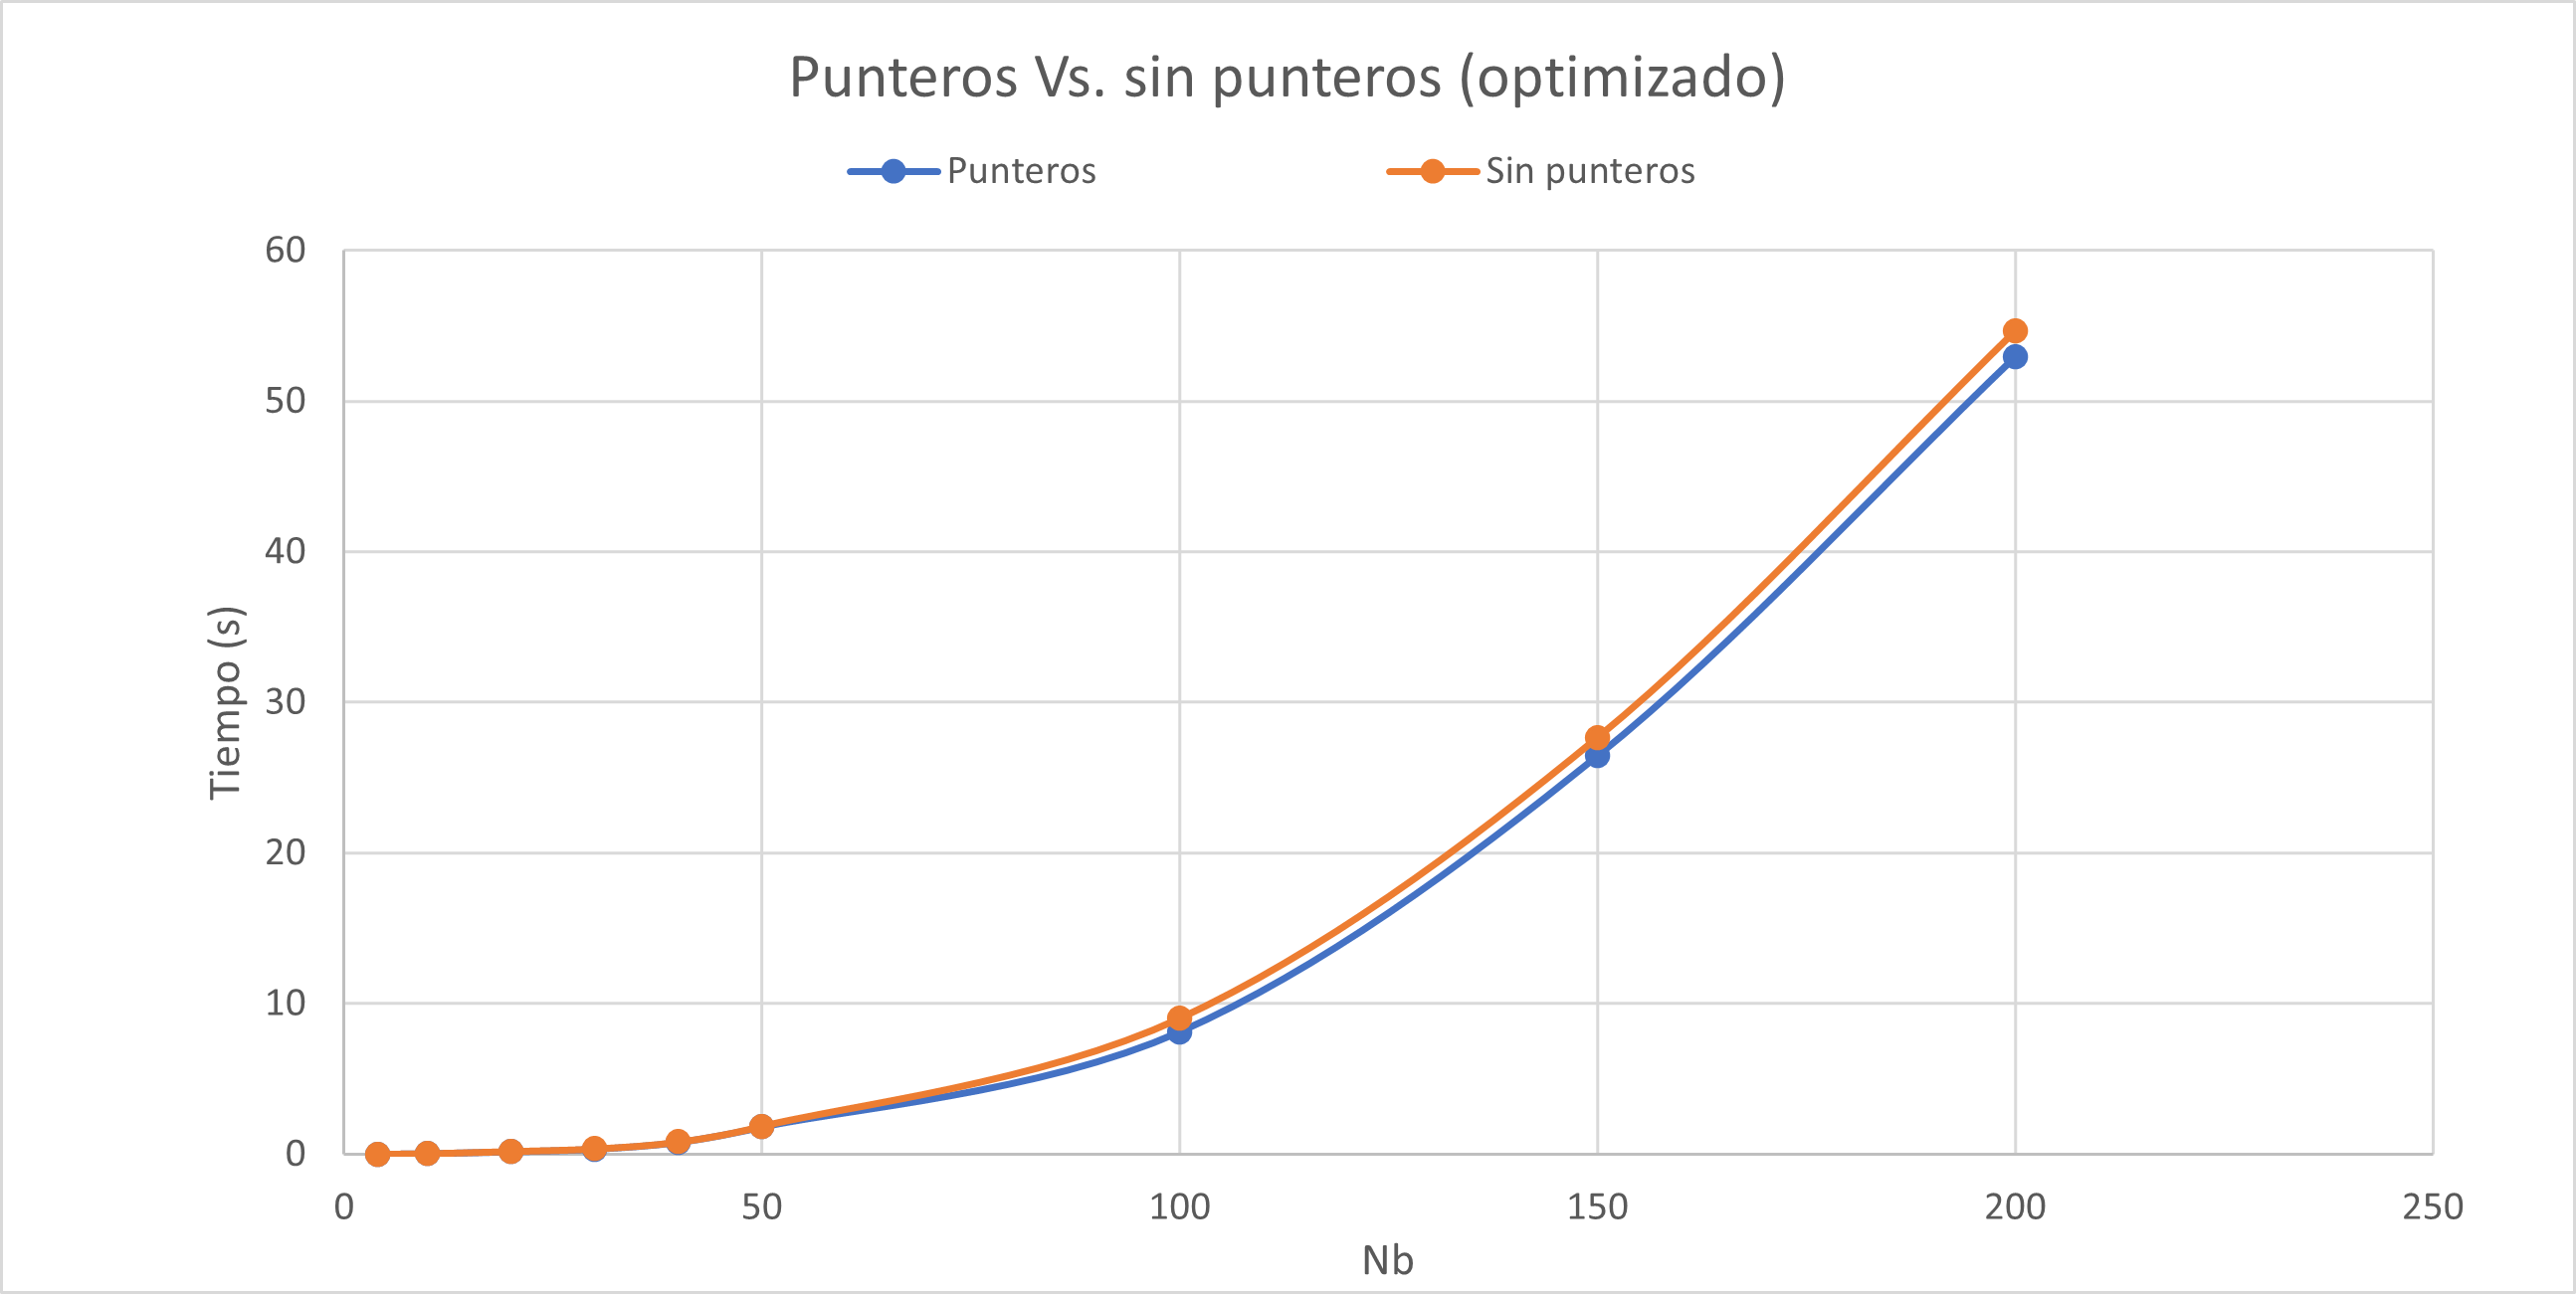 Punteros Vs. sin punteros (optimizado)
Punteros
Sin punteros
60
50
40
30
20
10
0
Tiempo (s)
0 50 100 150 200 250
Nb